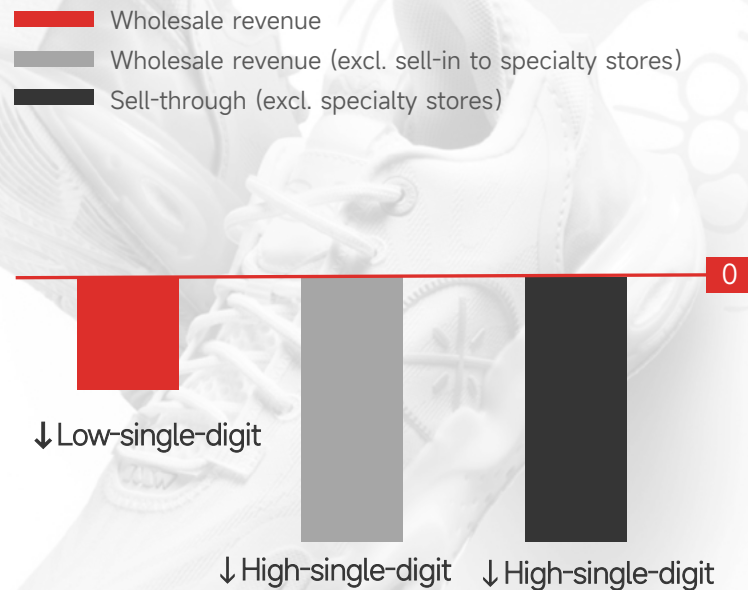 Wholesale revenue
Wholesale revenue (excl. sell-in to specialty stores)
Sell-through (excl. specialty stores)
0
↓Low-single-digit
↓High-single-digit ↓High-single-digit